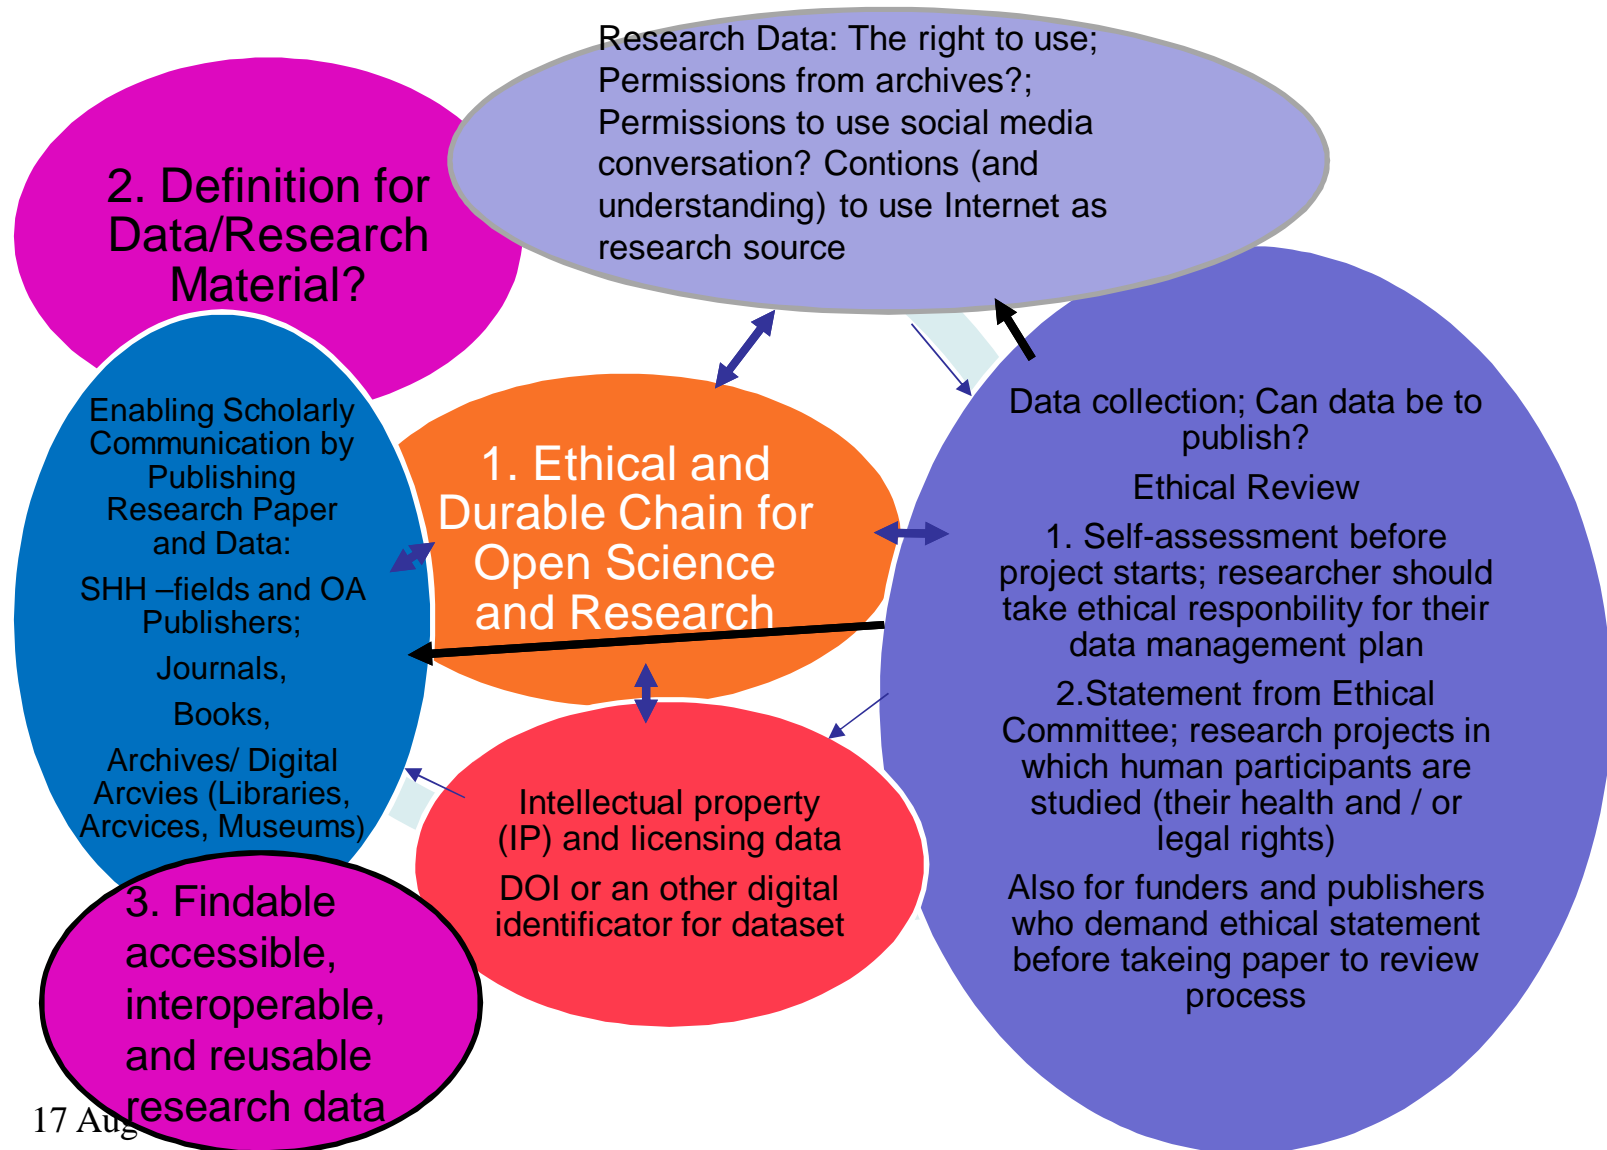 Research Data: The right to use;
Permissions from archives?;
Permissions to use social media
conversation? Contions (and
understanding) to use Internet as
research source
2. Definition for
Data/Research
Material?
Enabling Scholarly
Communication by
Publishing
Research Paper
and Data:
SHH –fields and OA
Publishers;
Journals,
Books,
Archives/ Digital
Arcvies (Libraries,
Arcvices, Museums)
1. Ethical and
Durable Chain for
Open Science
and Research
Data collection; Can data be to
publish?
Ethical Review
1. Self-assessment before
project starts; researcher should
take ethical responbility for their
data management plan
2.Statement from Ethical
Committee; research projects in
which human participants are
studied (their health and / or
legal rights)
Also for funders and publishers
who demand ethical statement
before takeing paper to review
process
Intellectual property
(IP) and licensing data
DOI or an other digital
identificator for dataset
3. Findable
accessible,
interoperable,
and reusable
research data
17 Aug